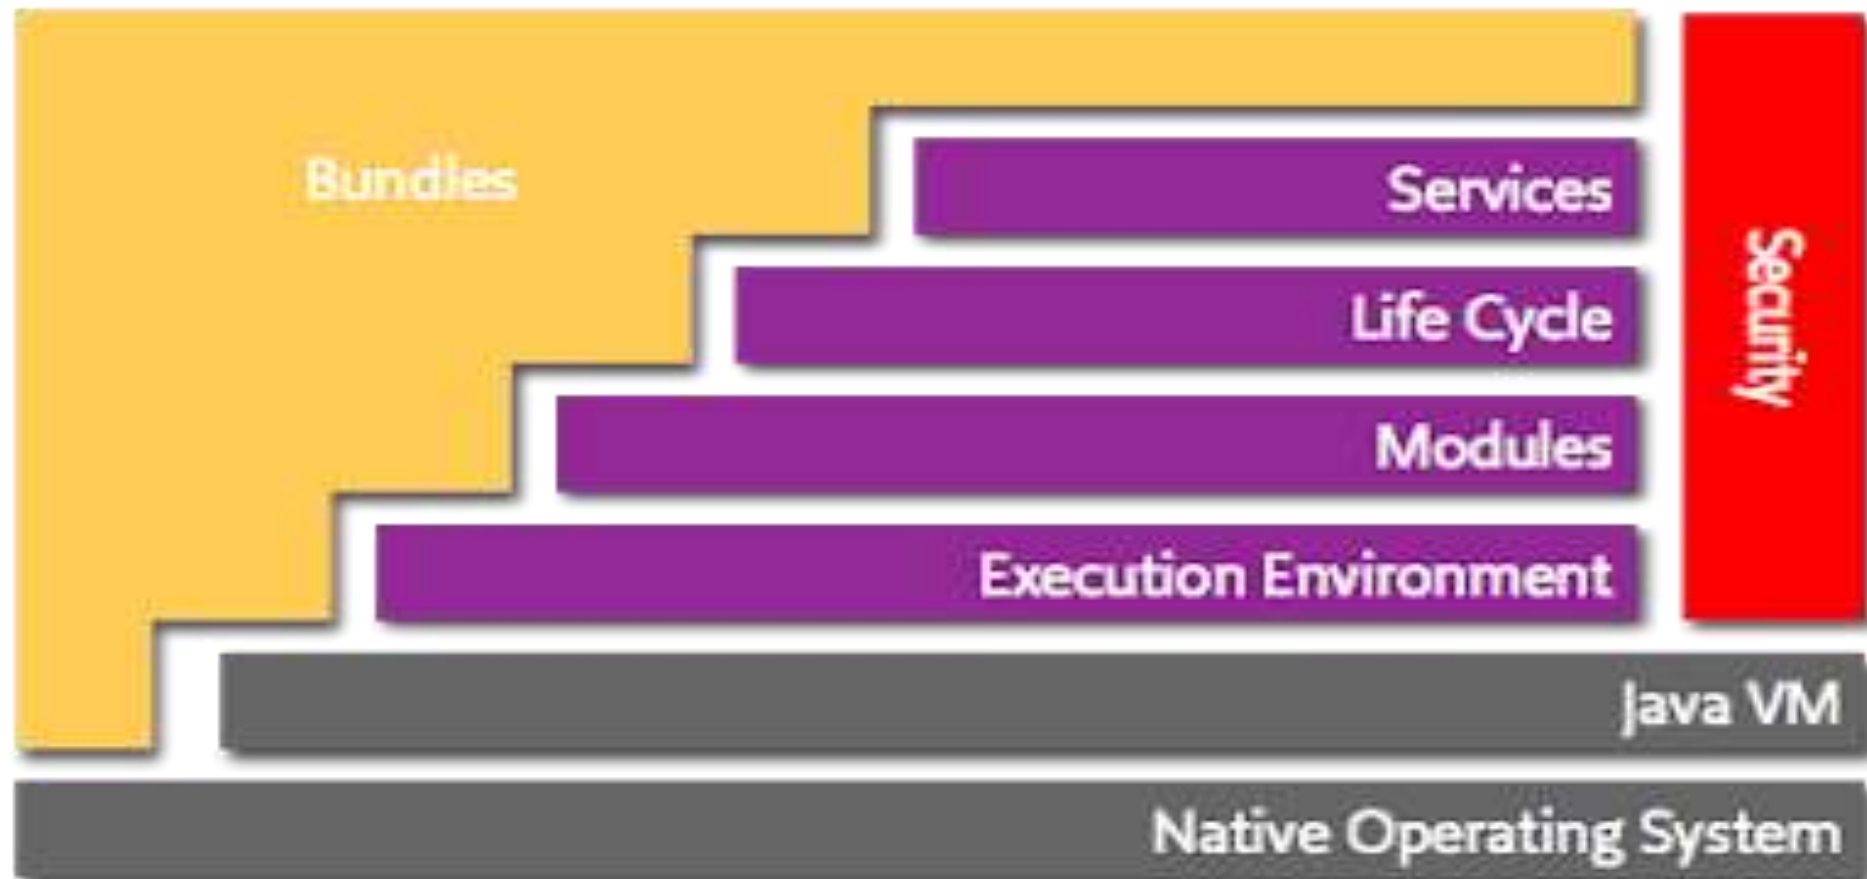 Bundles
Services
Life Cycle
Modules
Execution Environment
Security
Java VM
Native Operating System